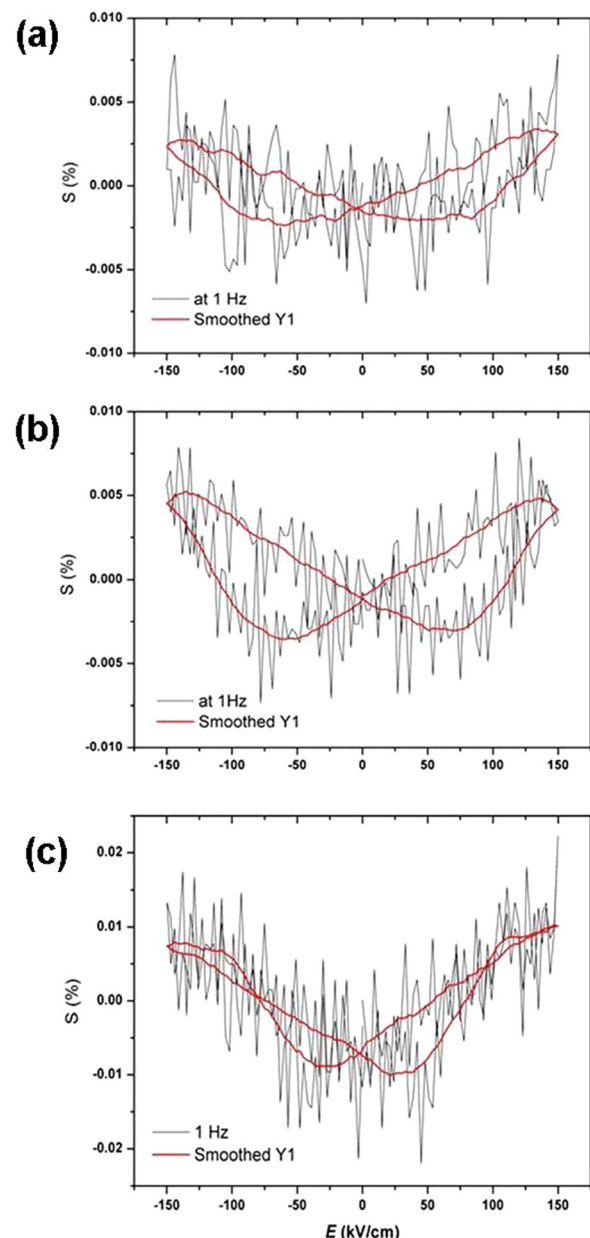 (a)
0.010
0.005
0.000
-0.005
-0.010
S (%)
at 1 Hz
Smoothed Y1
-150 -100 -50 0 50 100 150
(b)
0.010
0.005
0.000
-0.005
-0.010
S (%)
at 1Hz
Smoothed Y1
-150 -100 -50 0 50 100 150
(c)
0.02
0.01
0.00
-0.01
-0.02
S (%)
1 Hz
Smoothed Y1
-150 -100 -50 0 50 100 150
E (kV/cm)